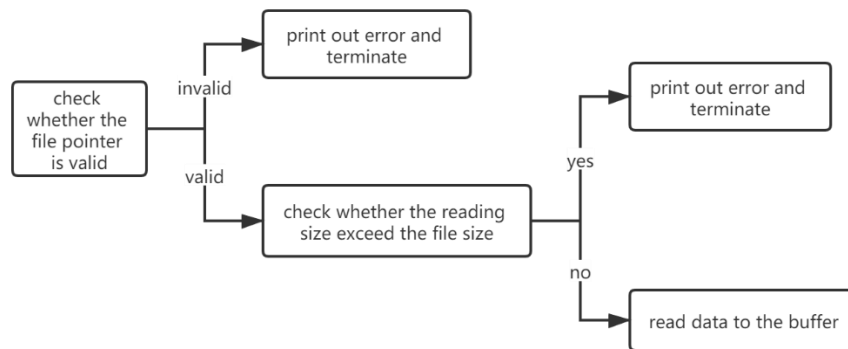 print out error and
terminate
invalid
check
whether the
file pointer
is valid
valid
check whether the reading
size exceed the file size
yes
print out error and
terminate
no
read data to the buffer